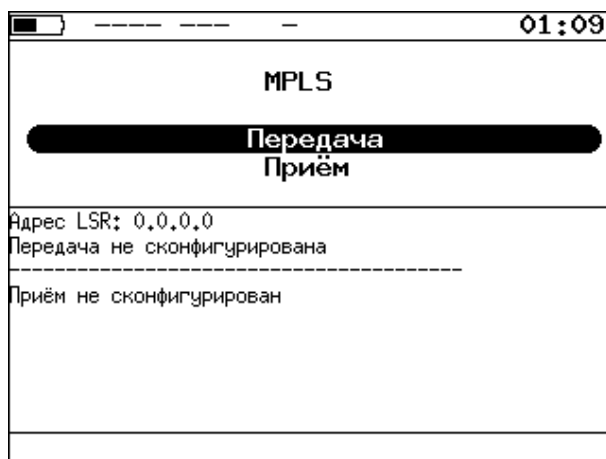 01:09
MPLS
Передача
Приём
Адрес LSR: 0.0.0.0
Передача не сконфигурирована
Приём не сконфигурирован